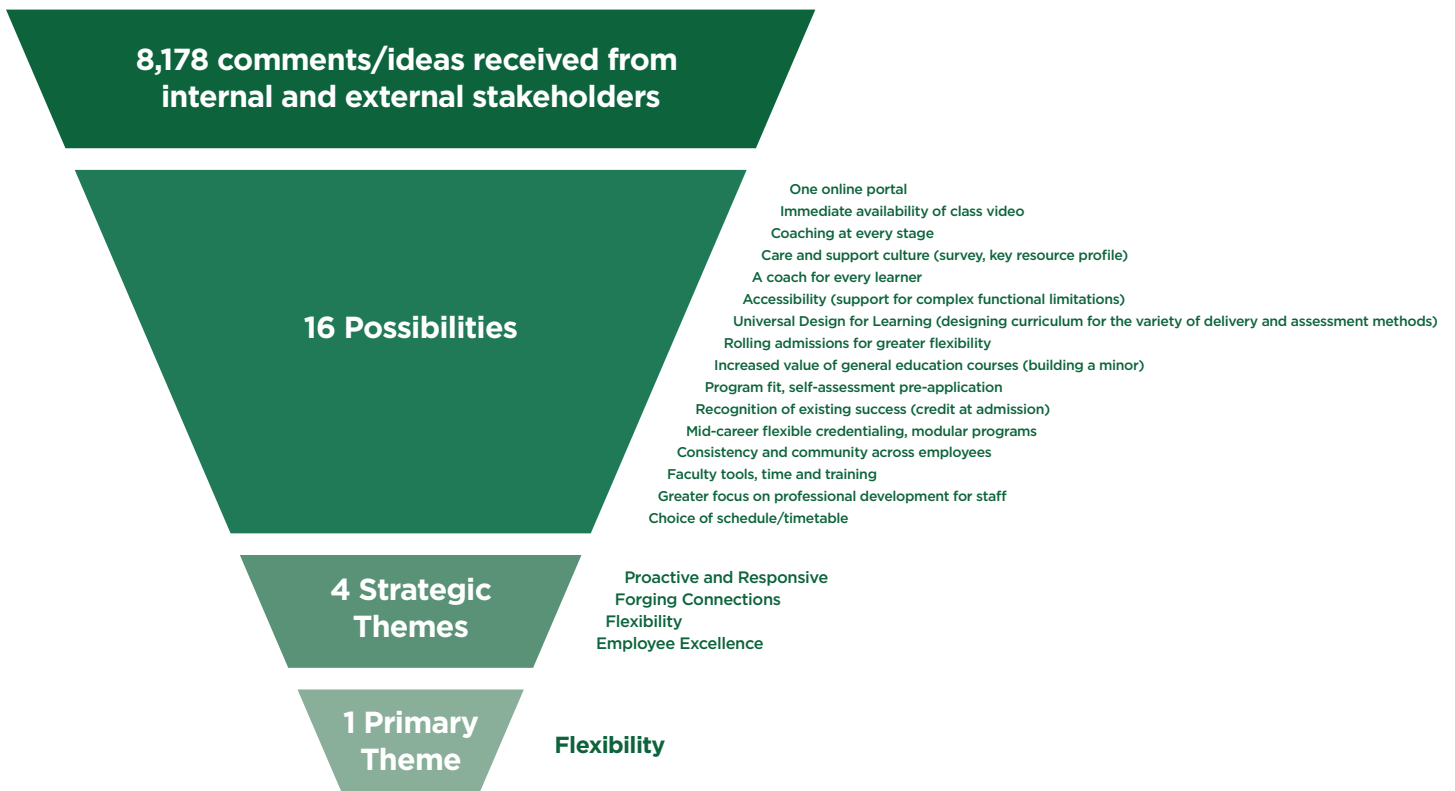 8,178 comments/ideas received from
internal and external stakeholders
16 Possibilities
One online portal
Immediate availability of class video
Coaching at every stage
Care and support culture (survey, key resource profile)
A coach for every learner
Accessibility (support for complex functional limitations)
Universal Design for Learning (designing curriculum for the variety of delivery and assessment methods)
Rolling admissions for greater flexibility
Increased value of general education courses (building a minor)
Program fit, self-assessment pre-application
Recognition of existing success (credit at admission)
Mid-career flexible credentialing, modular programs
Consistency and community across employees
Faculty tools, time and training
Greater focus on professional development for staff
Choice of schedule/timetable
4 Strategic
Themes
Proactive and Responsive
Forging Connections
Flexibility
Employee Excellence
1 Primary
Theme
Flexibility